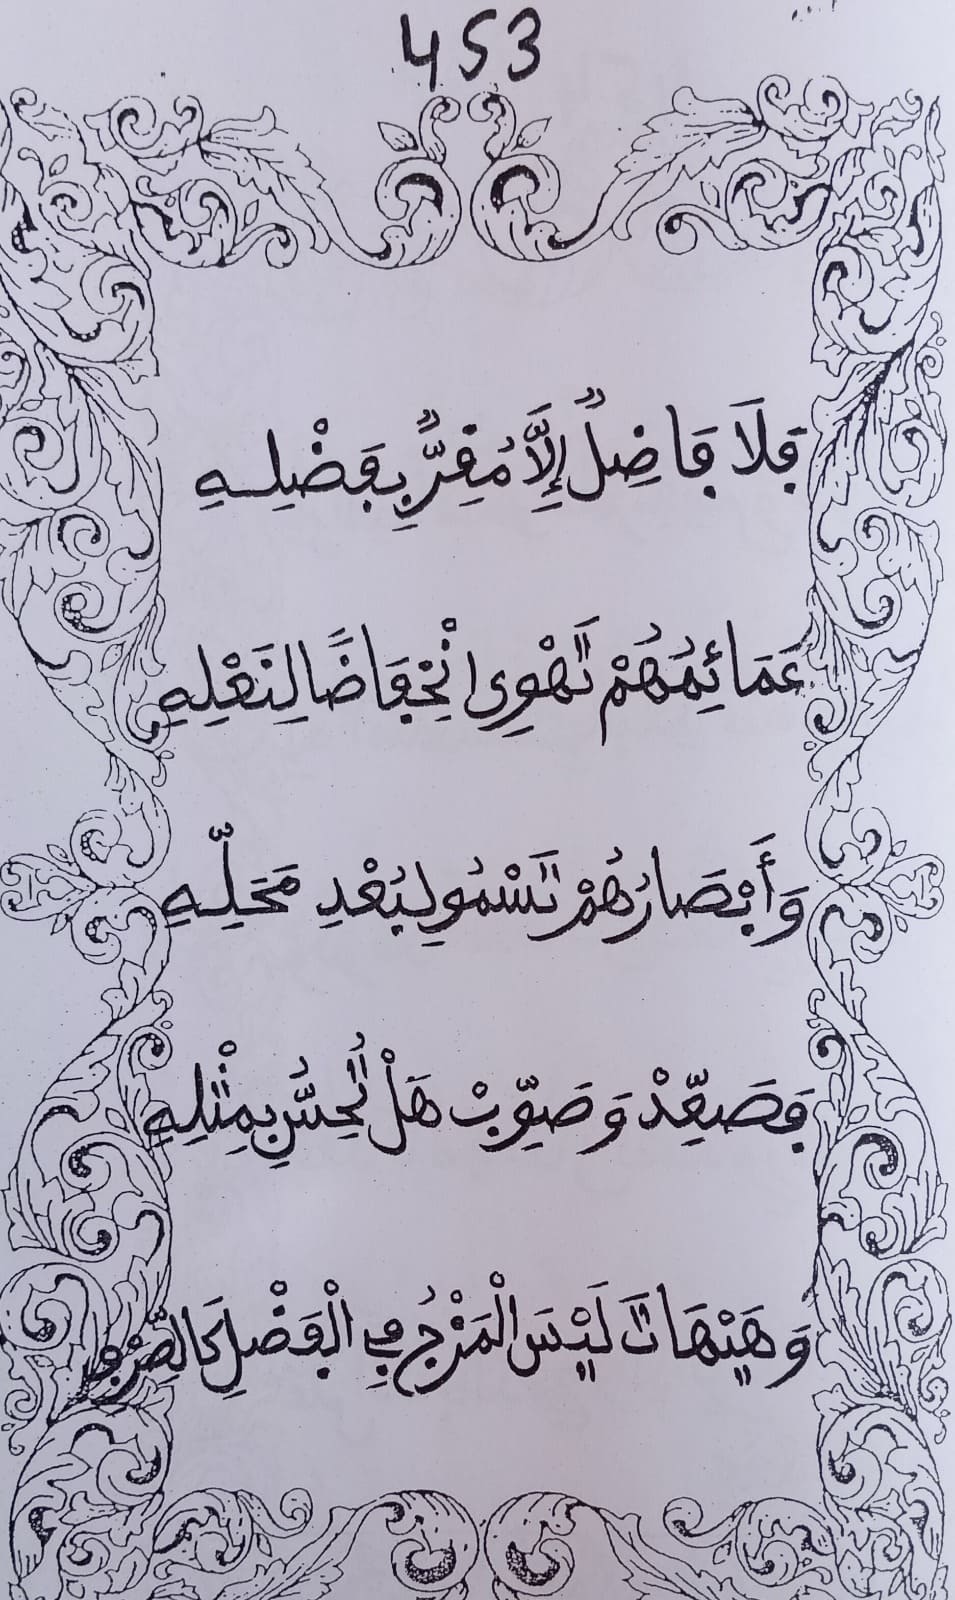 453
فَلَا فَاضِلٌ إِلَّا مُقِرٌّ بِفَضْلِهِ
عَمَائِمُهُمْ تَهْوِي انْخِفَاضًا لِنَعْلِهِ
وَأَبْصَارُهُمْ تَسْمُو لِبُعْدِ مَحَلِّهِ
فَصَعِّدْ وَصَوِّبْ هَلْ تُحِسُّ بِمِثْلِهِ
وَهَيْهَاتَ لَيْسَ الْمَزْجُ فِي الْفَضْلِ كَالصِّرْفِ